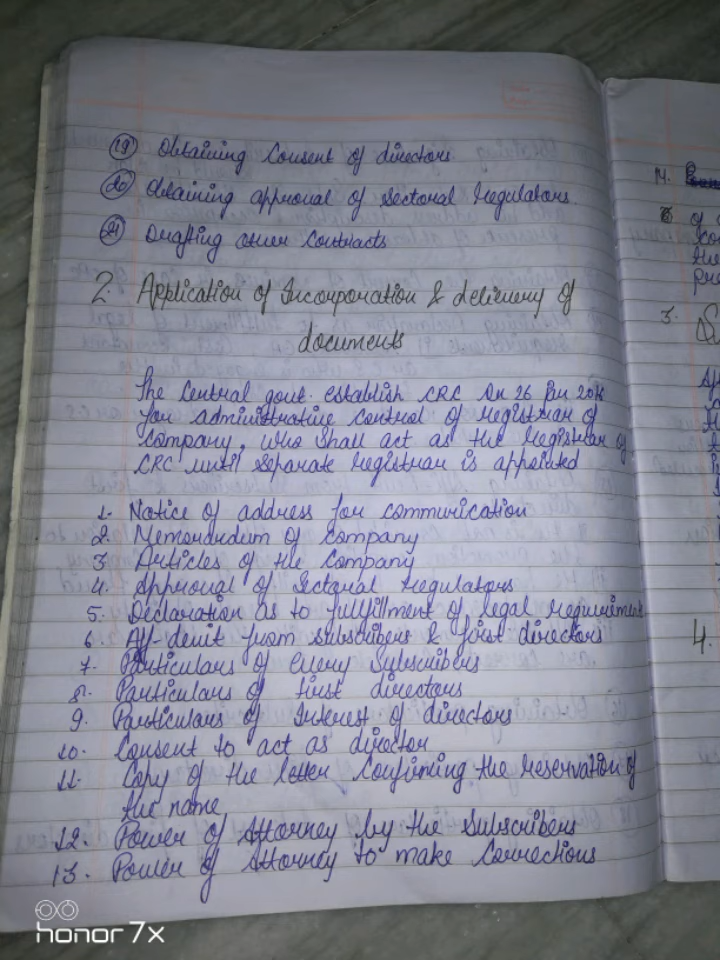 (19) Obtaining Consent of directors
(20) Obtaining approval of Sectoral regulators.
(21) Drafting other Contracts
2. Application of Incorporation & delivery of
documents
The Central govt. establish CRC on 26 Jan 2016
for administrative control of registrar of
company, who shall act as the registrar of
CRC until separate registrar is appointed
1. Notice of address for communication
2. Memorandum of company
3. Articles of the company
4. Approval of Sectoral regulators
5. Declaration as to fulfillment of legal requirement
6. Affidevit from subscribers & first directors
7. Particulars of every Subscribers
8. Particulars of first directors
9. Particulars of Interest of directors
10. Consent to act as director
11. Copy of the letter Confirming the reservation of
the name
12. Power of Attorney by the Subscribers
13. Power of Attorney to make Corrections
14.
of
the
3.
4.
honor 7x